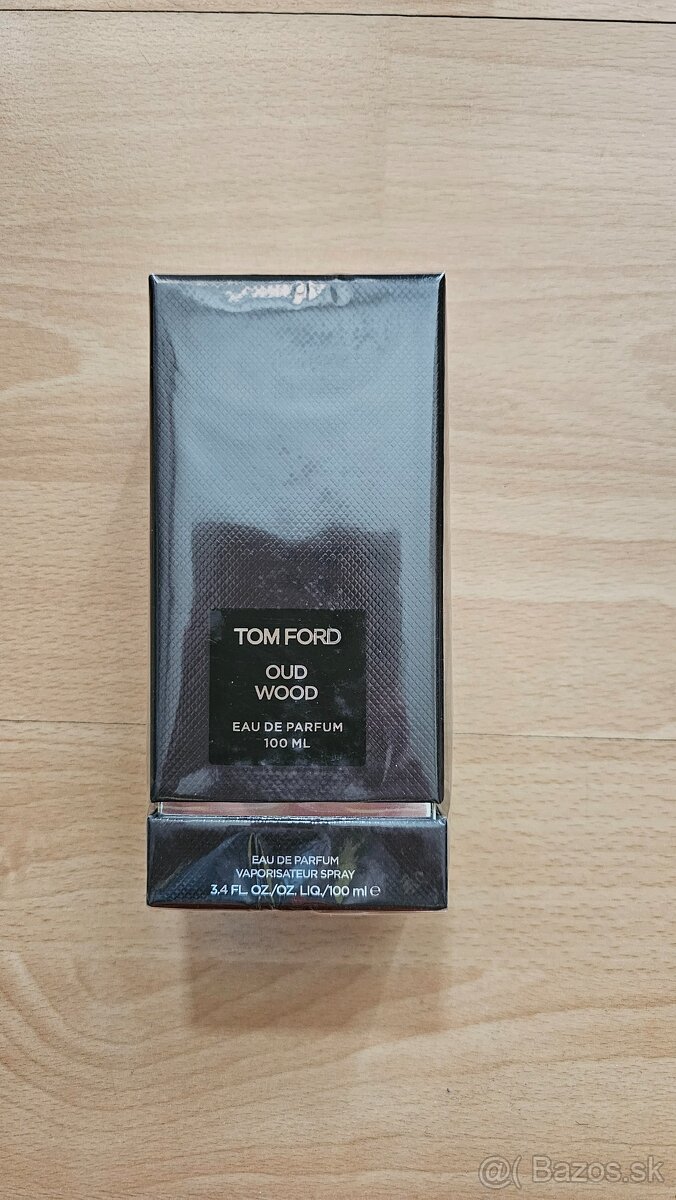 TOM FORD
OUD
WOOD
EAU DE PARFUM
100 ML
EAU DE PARFUM
VAPORISATEUR SPRAY
3.4 FL. OZ./OZ. LIQ./100 ml ℮
@( Bazos.sk